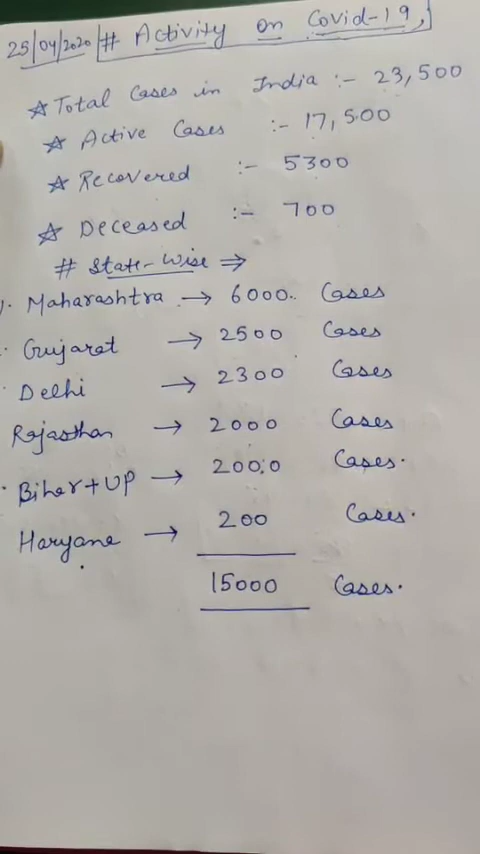 25/04/2020 # Activity on Covid-19,
☆ Total Cases in India :- 23,500
☆ Active Cases :- 17,500
☆ Recovered :- 5300
☆ Deceased :- 700
# State-Wise ⇒
Maharashtra → 6000.. Cases
Gujarat → 2500 Cases
Delhi → 2300 Cases
Rajasthan → 2000 Cases
Bihar + UP → 2000 Cases.
Haryana → 200 Cases.
15000 Cases.